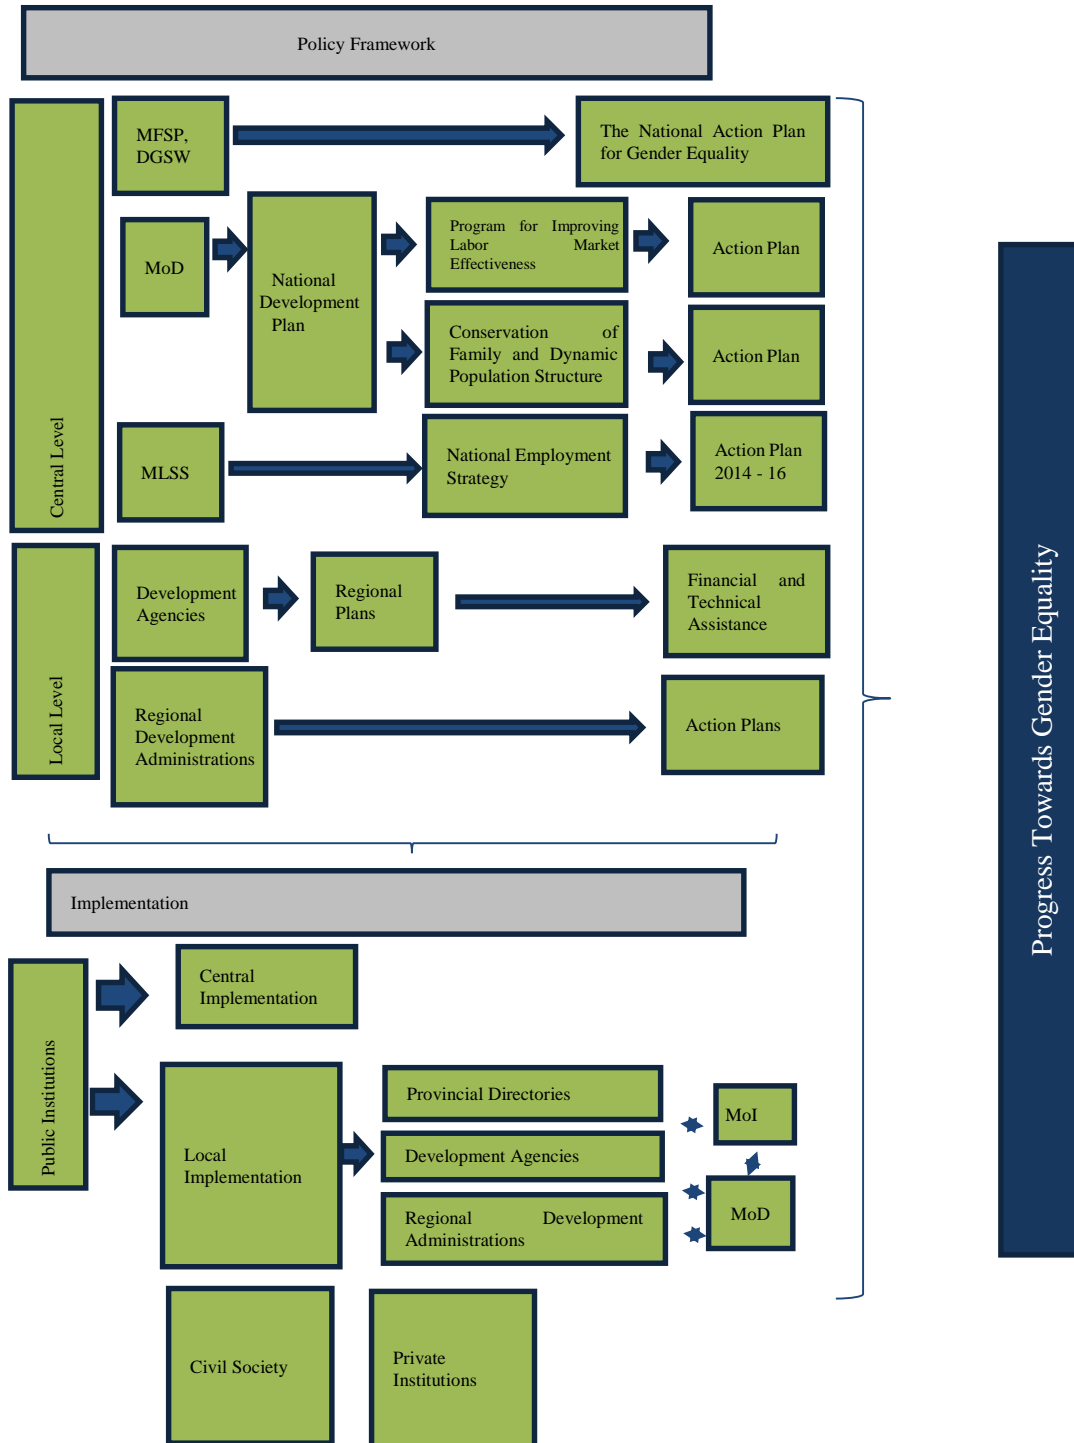 Policy Framework
Central Level
MFSP,
DGSW
The National Action Plan
for Gender Equality
MoD
National
Development
Plan
Program for Improving
Labor Market
Effectiveness
Action Plan
Conservation of
Family and Dynamic
Population Structure
Action Plan
MLSS
National Employment
Strategy
Action Plan
2014 - 16
Local Level
Development
Agencies
Regional
Plans
Financial and
Technical
Assistance
Regional
Development
Administrations
Action Plans
Progress Towards Gender Equality
Implementation
Public Institutions
Central
Implementation
Local
Implementation
Provincial Directories
MoI
Development Agencies
Regional Development
Administrations
MoD
Civil Society
Private
Institutions